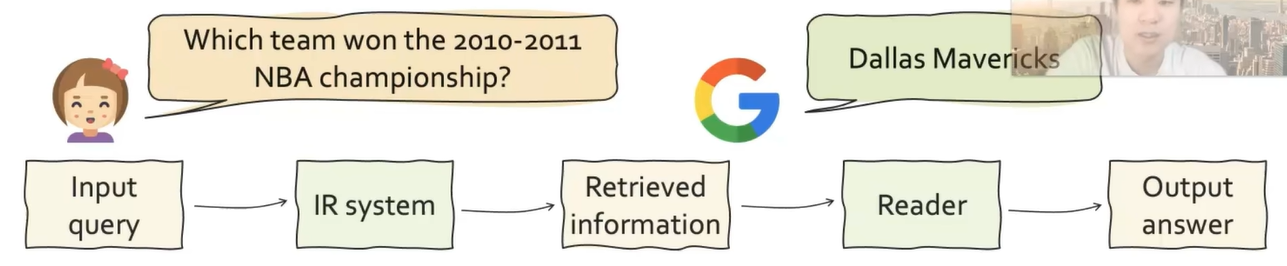 Which team won the 2010-2011
NBA championship?
Dallas Mavericks
Input
query
IR system
Retrieved
information
Reader
Output
answer